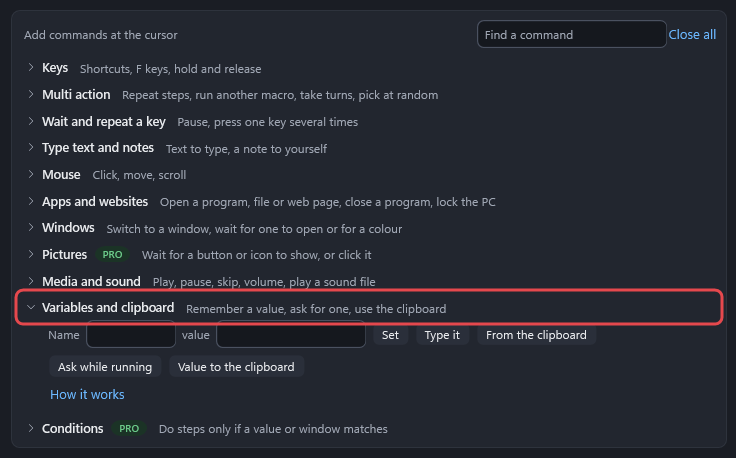 Add commands at the cursor Find a command Close all
Keys Shortcuts, F keys, hold and release
Multi action Repeat steps, run another macro, take turns, pick at random
Wait and repeat a key Pause, press one key several times
Type text and notes Text to type, a note to yourself
Mouse Click, move, scroll
Apps and websites Open a program, file or web page, close a program, lock the PC
Windows Switch to a window, wait for one to open or for a colour
Pictures PRO Wait for a button or icon to show, or click it
Media and sound Play, pause, skip, volume, play a sound file
Variables and clipboard Remember a value, ask for one, use the clipboard
Name value Set Type it From the clipboard
Ask while running Value to the clipboard
How it works
Conditions PRO Do steps only if a value or window matches